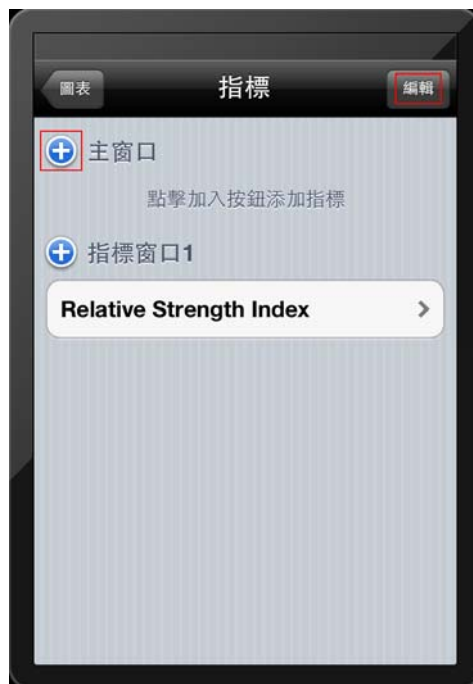 圖表
指標
編輯
主窗口
點擊加入按鈕添加指標
指標窗口1
Relative Strength Index